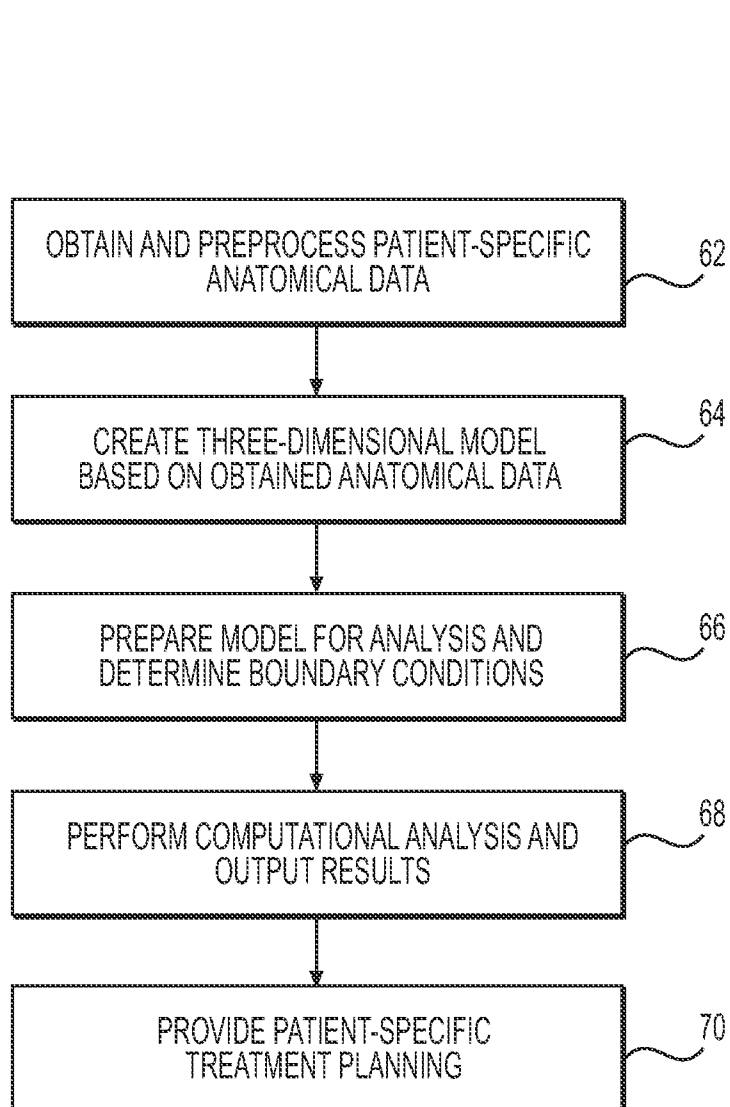 OBTAIN AND PREPROCESS PATIENT-SPECIFIC
ANATOMICAL DATA
62
CREATE THREE-DIMENSIONAL MODEL
BASED ON OBTAINED ANATOMICAL DATA
64
PREPARE MODEL FOR ANALYSIS AND
DETERMINE BOUNDARY CONDITIONS
66
PERFORM COMPUTATIONAL ANALYSIS AND
OUTPUT RESULTS
68
PROVIDE PATIENT-SPECIFIC
TREATMENT PLANNING
70